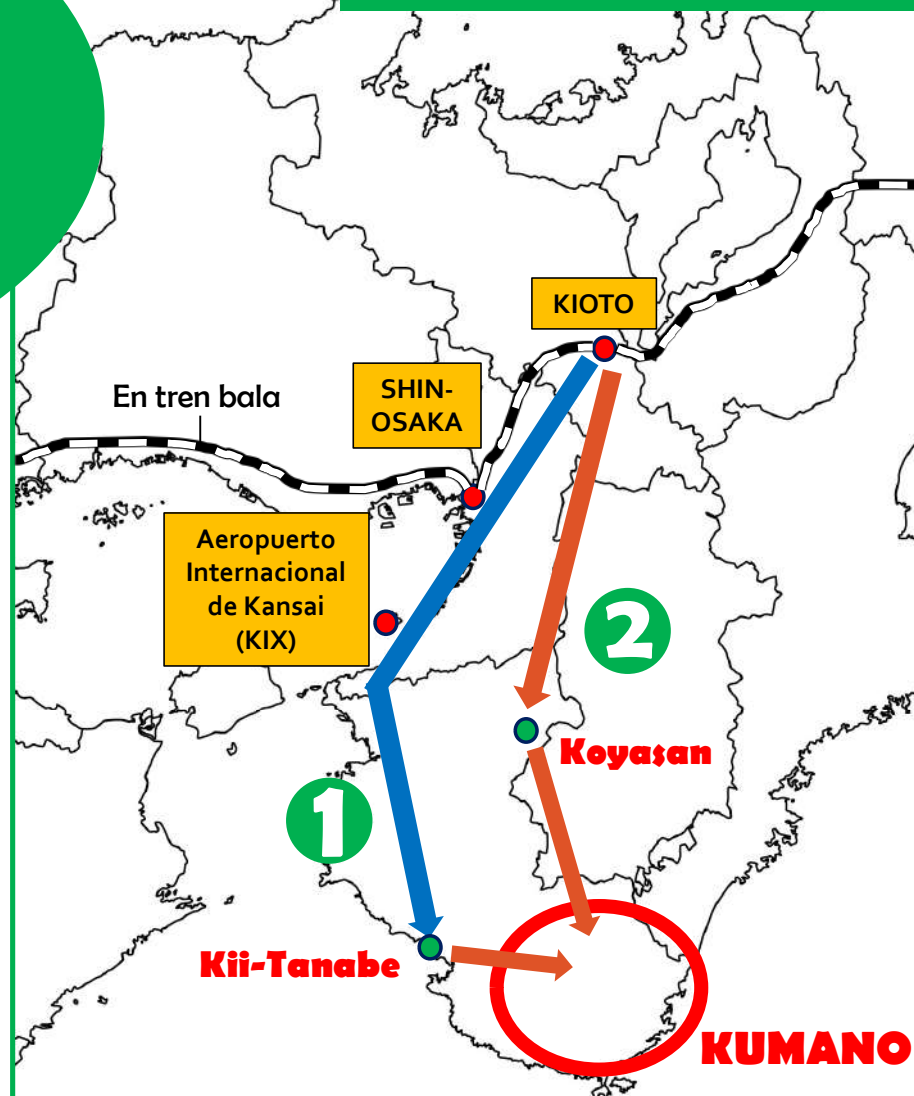 KIOTO
SHIN-
OSAKA
En tren bala
Aeropuerto
Internacional
de Kansai
(KIX)
2
Koyasan
1
Kii-Tanabe
KUMANO